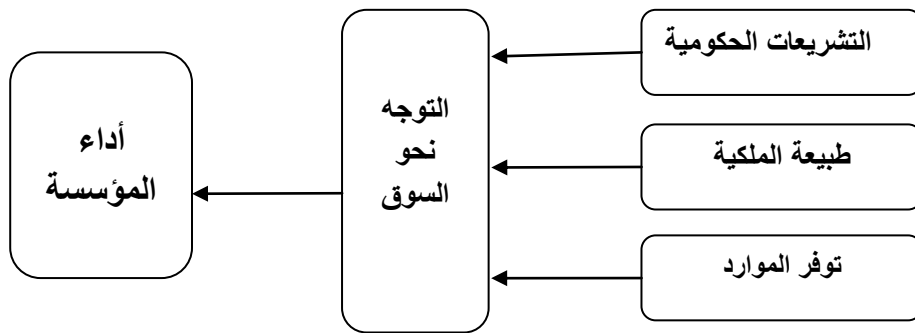 التشريعات الحكومية
طبيعة الملكية
توفر الموارد
التوجه
نحو
السوق
أداء
المؤسسة